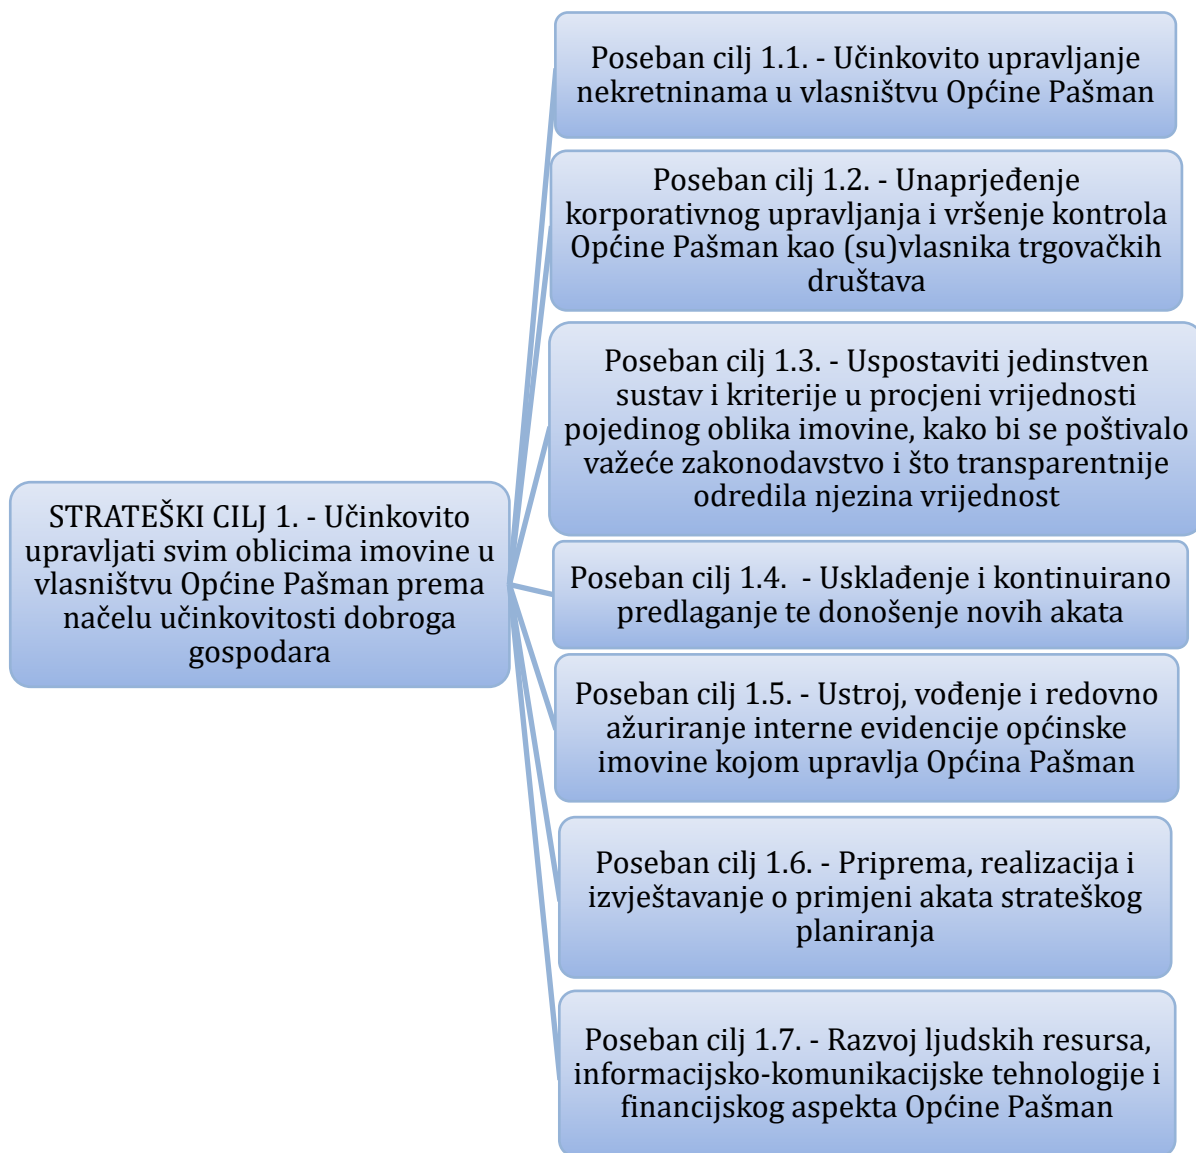 STRATEŠKI CILJ 1. - Učinkovito
upravljati svim oblicima imovine u
vlasništvu Općine Pašman prema
načelu učinkovitosti dobroga
gospodara
Poseban cilj 1.1. - Učinkovito upravljanje
nekretninama u vlasništvu Općine Pašman
Poseban cilj 1.2. - Unaprjeđenje
korporativnog upravljanja i vršenje kontrola
Općine Pašman kao (su)vlasnika trgovačkih
društava
Poseban cilj 1.3. - Uspostaviti jedinstven
sustav i kriterije u procjeni vrijednosti
pojedinog oblika imovine, kako bi se poštivalo
važeće zakonodavstvo i što transparentnije
odredila njezina vrijednost
Poseban cilj 1.4.  - Usklađenje i kontinuirano
predlaganje te donošenje novih akata
Poseban cilj 1.5. - Ustroj, vođenje i redovno
ažuriranje interne evidencije općinske
imovine kojom upravlja Općina Pašman
Poseban cilj 1.6. - Priprema, realizacija i
izvještavanje o primjeni akata strateškog
planiranja
Poseban cilj 1.7. - Razvoj ljudskih resursa,
informacijsko-komunikacijske tehnologije i
financijskog aspekta Općine Pašman